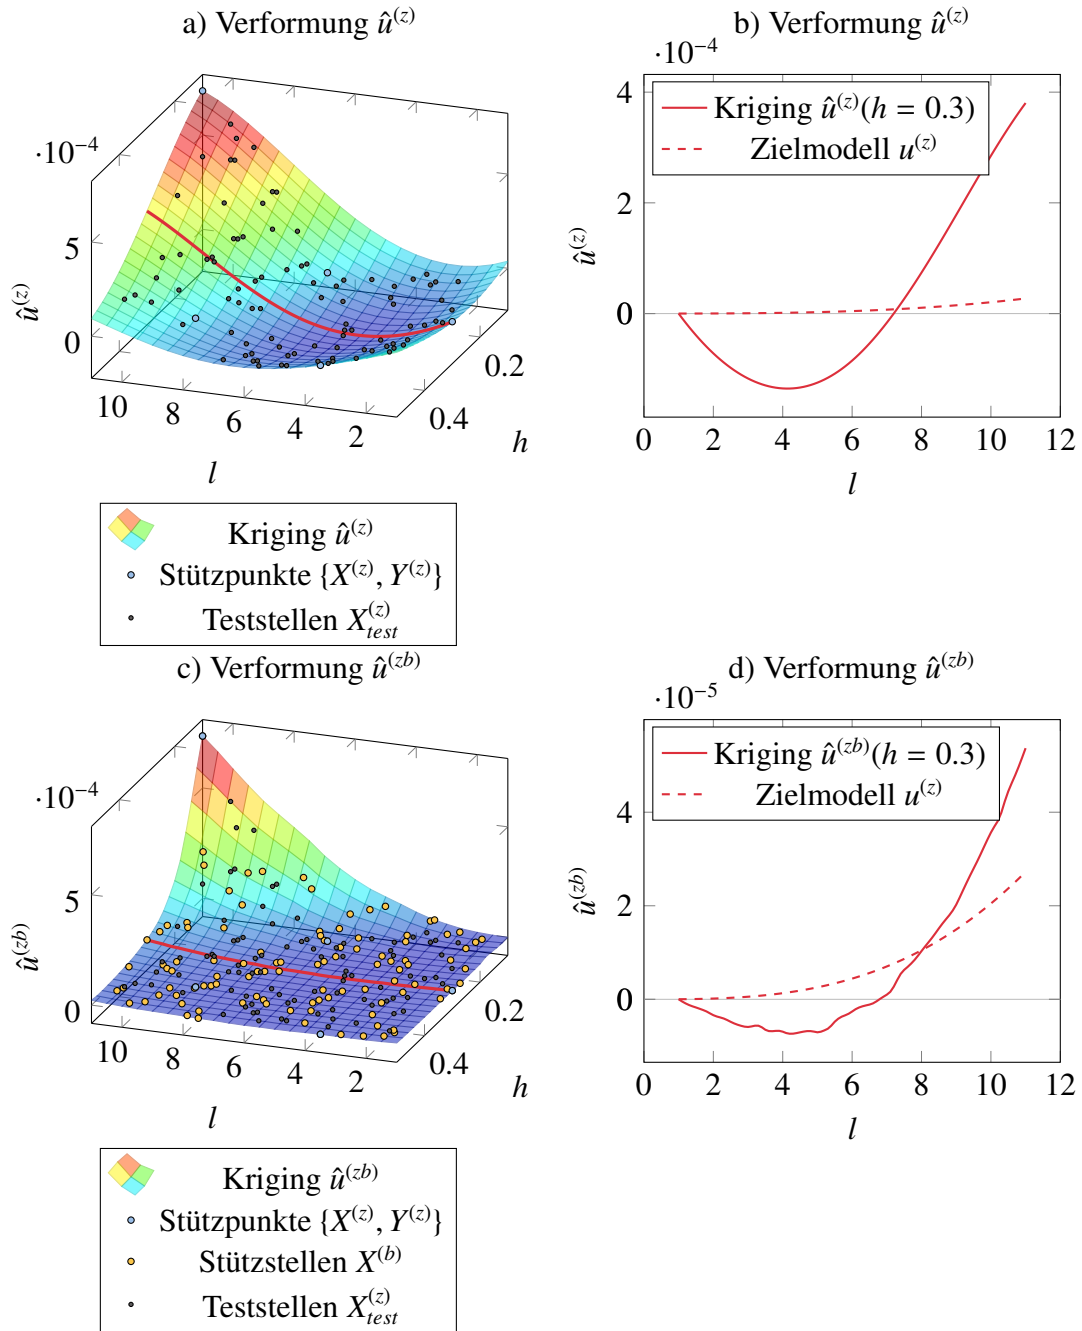 a) Verformung û^(z)
·10^−4
5
0
û^(z)
10
8
6
4
2
l
0.4
0.2
h
Kriging û^(z)
Stützpunkte {X^(z), Y^(z)}
Teststellen X_test^(z)
b) Verformung û^(z)
·10^−4
Kriging û^(z)(h = 0.3)
Zielmodell u^(z)
4
2
0
û^(z)
0 2 4 6 8 10 12
l
c) Verformung û^(zb)
·10^−4
5
0
û^(zb)
10
8
6
4
2
l
0.4
0.2
h
Kriging û^(zb)
Stützpunkte {X^(z), Y^(z)}
Stützstellen X^(b)
Teststellen X_test^(z)
d) Verformung û^(zb)
·10^−5
Kriging û^(zb)(h = 0.3)
Zielmodell u^(z)
4
2
0
û^(zb)
0 2 4 6 8 10 12
l